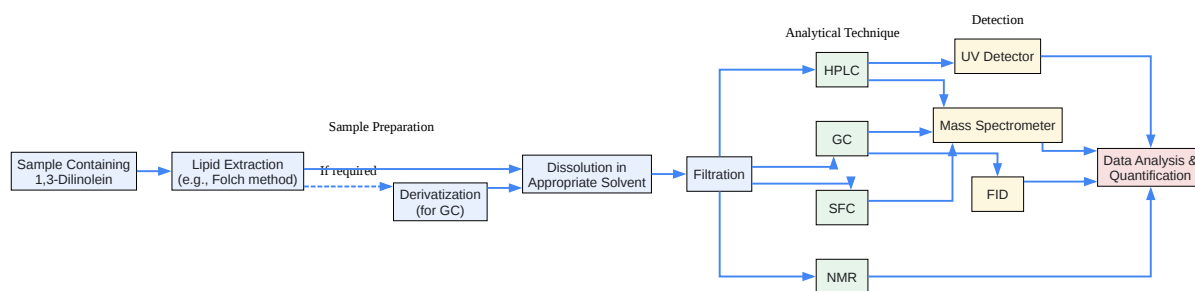 Detection
Analytical Technique
UV Detector
HPLC
Sample Preparation
Mass Spectrometer
GC
Sample Containing
1,3-Dilinolein
Lipid Extraction
(e.g., Folch method)
If required
Derivatization
(for GC)
Dissolution in
Appropriate Solvent
Filtration
Data Analysis &
Quantification
FID
SFC
NMR